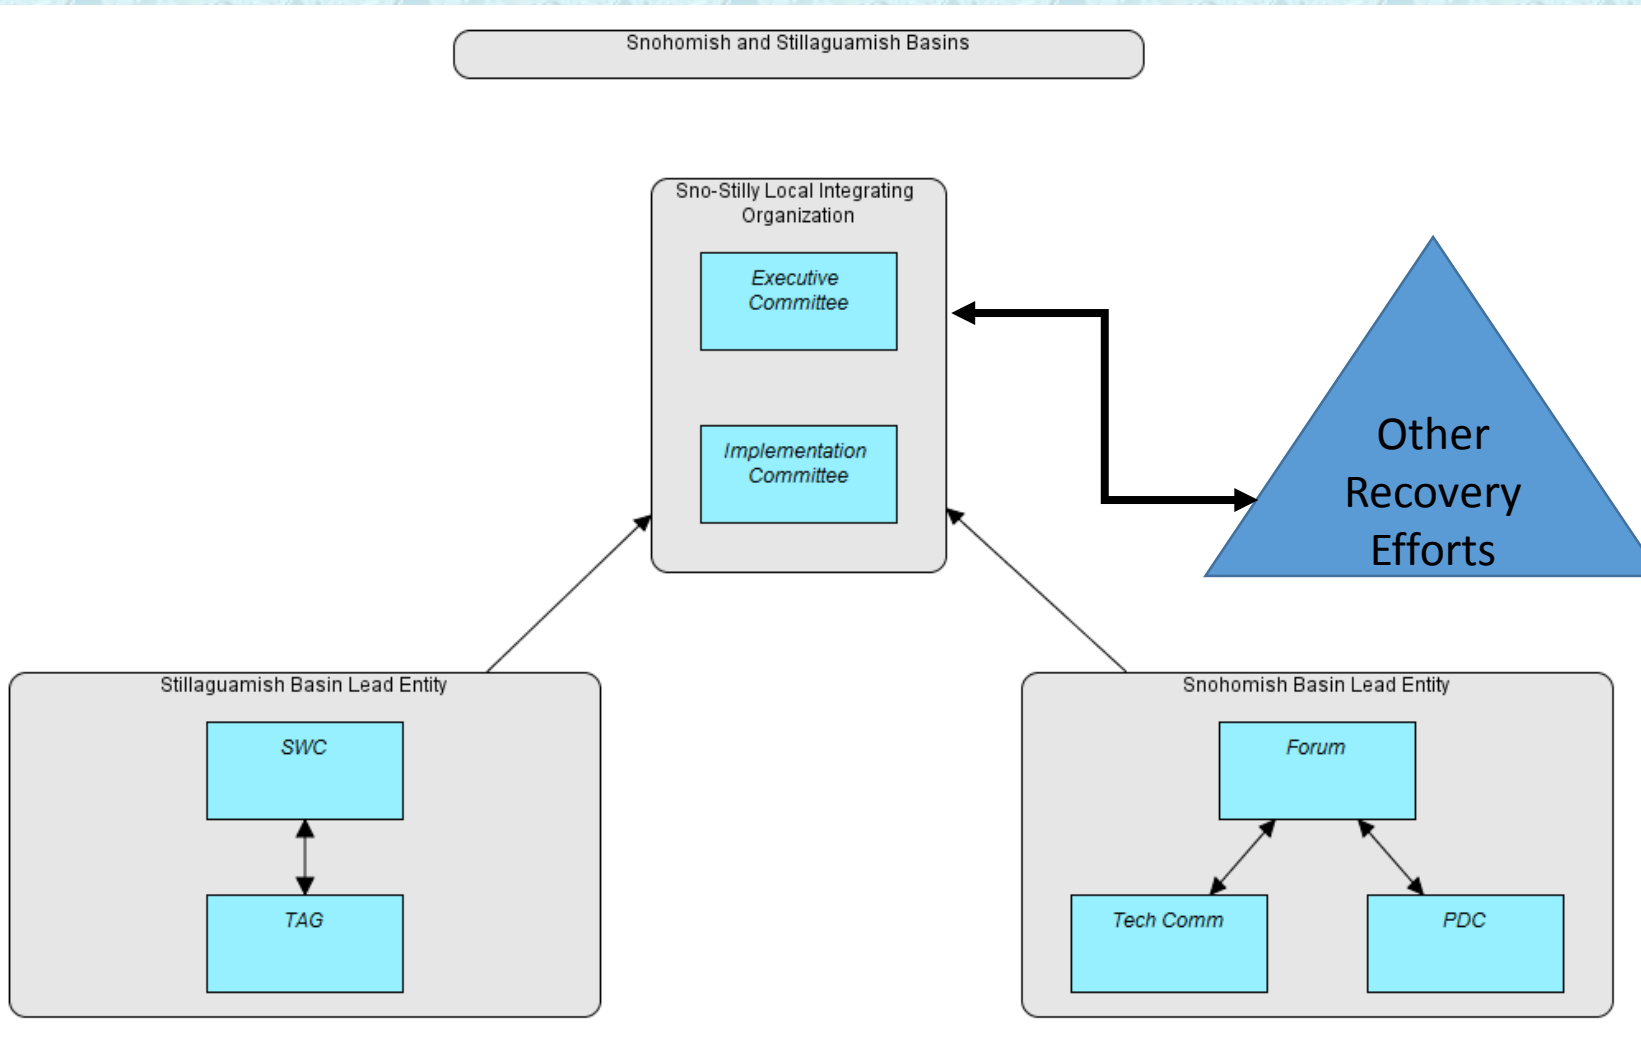 Snohomish and Stillaguamish Basins
Sno-Stilly Local Integrating
Organization
Executive
Committee
Implementation
Committee
Other
Recovery
Efforts
Stillaguamish Basin Lead Entity
SWC
TAG
Snohomish Basin Lead Entity
Forum
Tech Comm
PDC